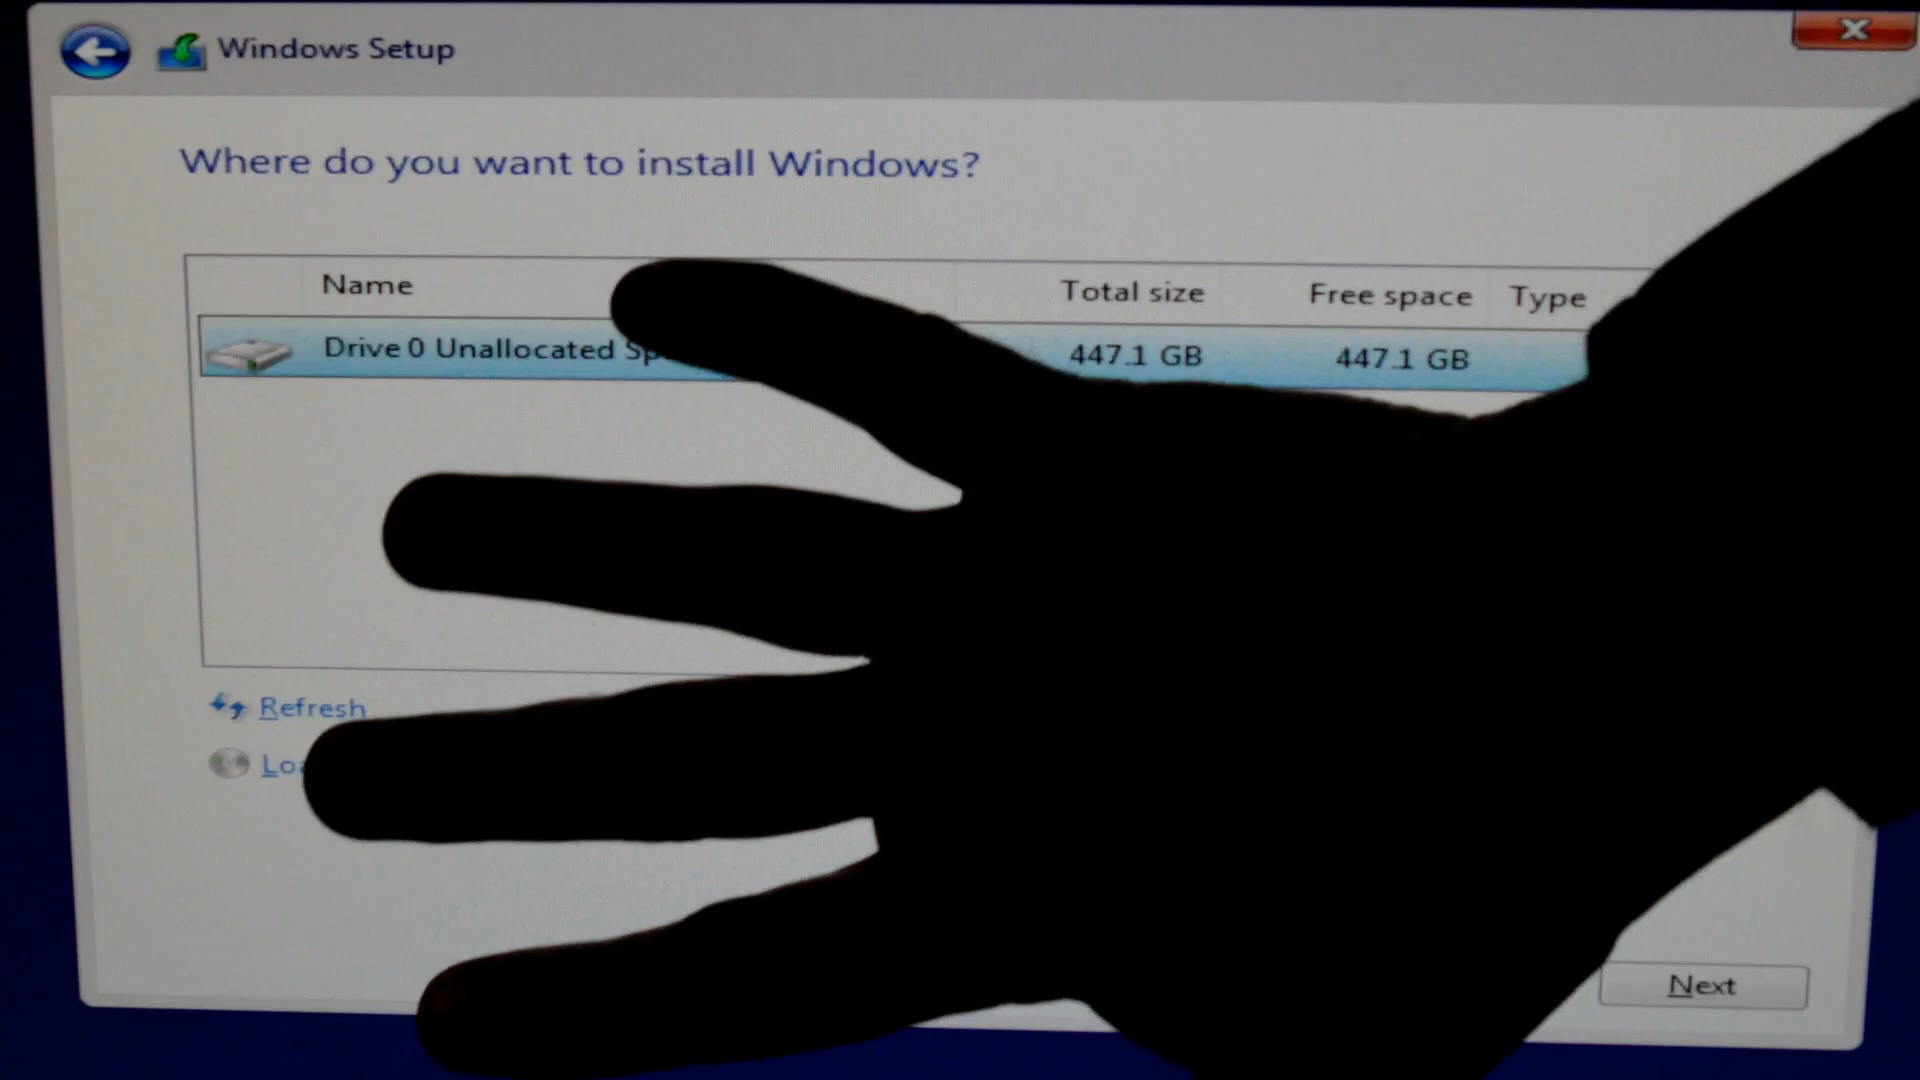 Windows Setup
Where do you want to install Windows?
Name Total size Free space Type
Drive 0 Unallocated 447.1 GB 447.1 GB
Refresh
Next